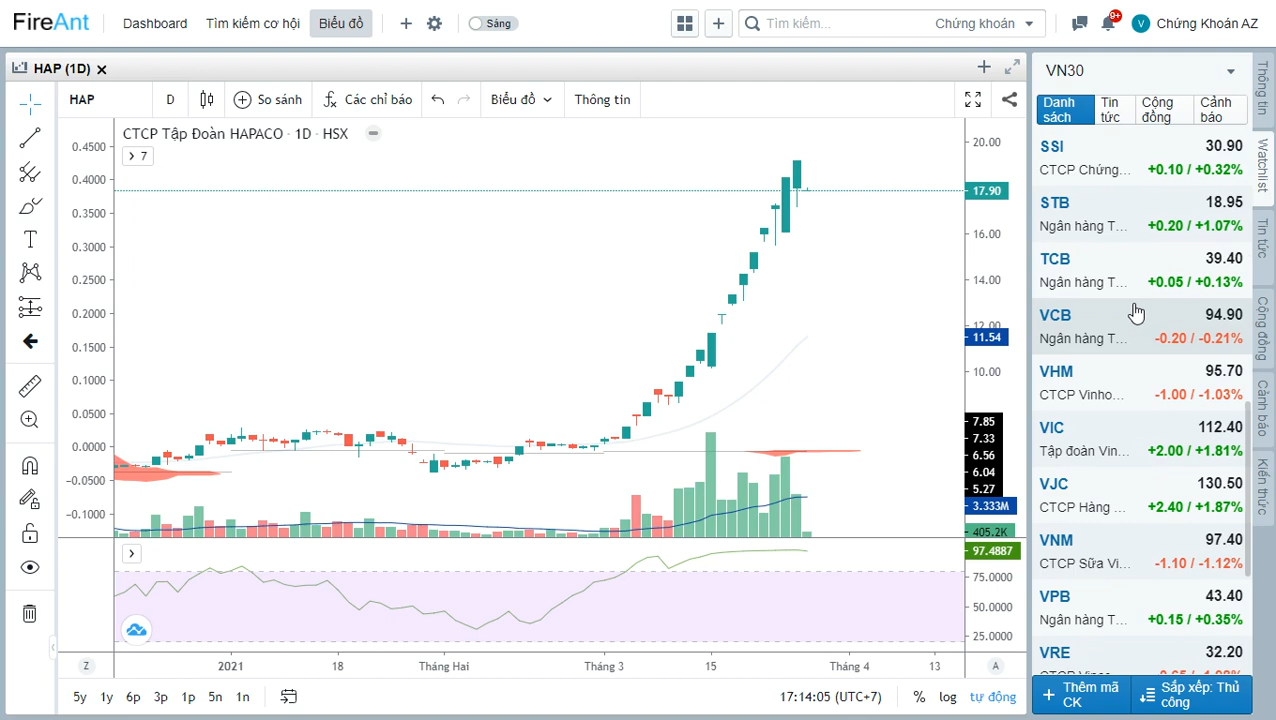 FireAnt Dashboard Tìm kiếm cơ hội Biểu đồ Sáng Tìm kiếm... Chứng khoán 9+ V Chứng Khoán AZ
HAP (1D)
HAP D So sánh Các chỉ báo Biểu đồ Thông tin
CTCP Tập Đoàn HAPACO · 1D · HSX
7
0.4500
0.4000
0.3500
0.3000
0.2500
0.2000
0.1500
0.1000
0.0500
0.0000
-0.0500
-0.1000
20.00
17.90
16.00
14.00
12.00
11.54
10.00
7.85
7.33
6.56
6.04
5.27
3.333M
405.2K
97.4887
75.0000
50.0000
25.0000
Z 2021 18 Tháng Hai Tháng 3 15 Tháng 4 13 A
5y 1y 6p 3p 1p 5n 1n 17:14:05 (UTC+7) % log tự động
VN30
Danh sách
Tin tức
Cộng đồng
Cảnh báo
SSI 30.90
CTCP Chứng... +0.10 / +0.32%
STB 18.95
Ngân hàng T... +0.20 / +1.07%
TCB 39.40
Ngân hàng T... +0.05 / +0.13%
VCB 94.90
Ngân hàng T... -0.20 / -0.21%
VHM 95.70
CTCP Vinho... -1.00 / -1.03%
VIC 112.40
Tập đoàn Vin... +2.00 / +1.81%
VJC 130.50
CTCP Hàng ... +2.40 / +1.87%
VNM 97.40
CTCP Sữa Vi... -1.10 / -1.12%
VPB 43.40
Ngân hàng T... +0.15 / +0.35%
VRE 32.20
Thêm mã CK
Sắp xếp: Thủ công
Thông tin
Watchlist
Tin tức
Cộng đồng
Cảnh báo
Kiến thức